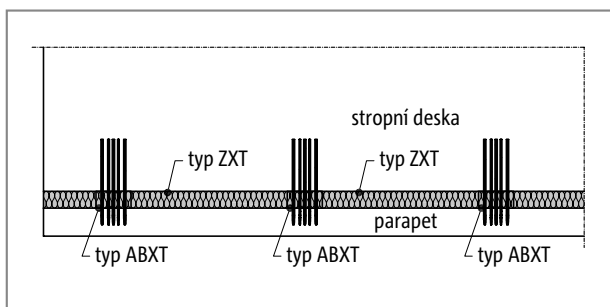 stropní deska
typ ZXT typ ZXT
parapet
typ ABXT typ ABXT typ ABXT